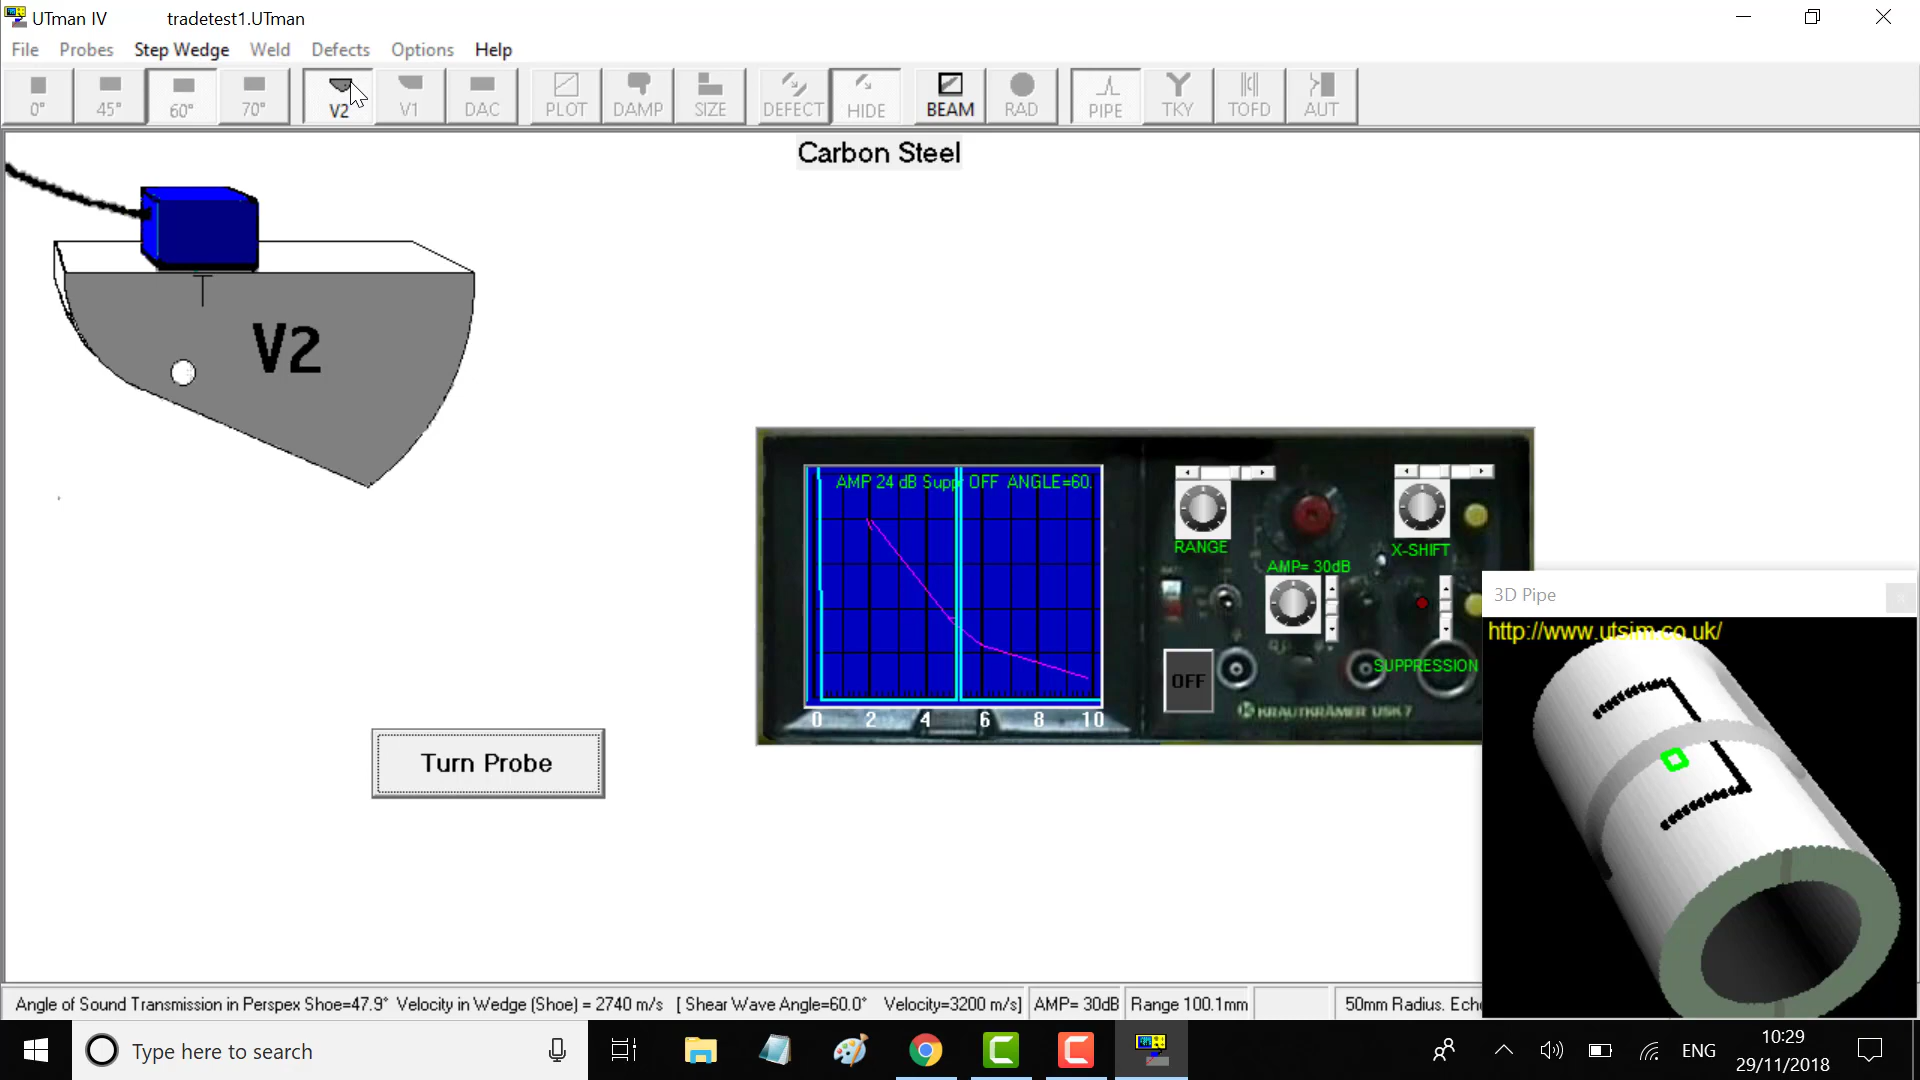 UTman IV tradetest1.UTman
File Probes Step Wedge Weld Defects Options Help
0° 45° 60° 70° V2 V1 DAC PLOT DAMP SIZE DEFECT HIDE BEAM RAD PIPE TKY TOFD AUT
Carbon Steel
V2
AMP 24 dB Supp OFF ANGLE=60.
0 2 4 6 8 10
RANGE
X-SHIFT
AMP= 30dB
SUPPRESSION
OFF
KRAUTKRÄMER USK7
Turn Probe
3D Pipe
http://www.utsim.co.uk/
Angle of Sound Transmission in Perspex Shoe=47.9° Velocity in Wedge (Shoe) = 2740 m/s [ Shear Wave Angle=60.0° Velocity=3200 m/s] AMP= 30dB Range 100.1mm 50mm Radius. Echo
Type here to search
ENG
10:29
29/11/2018